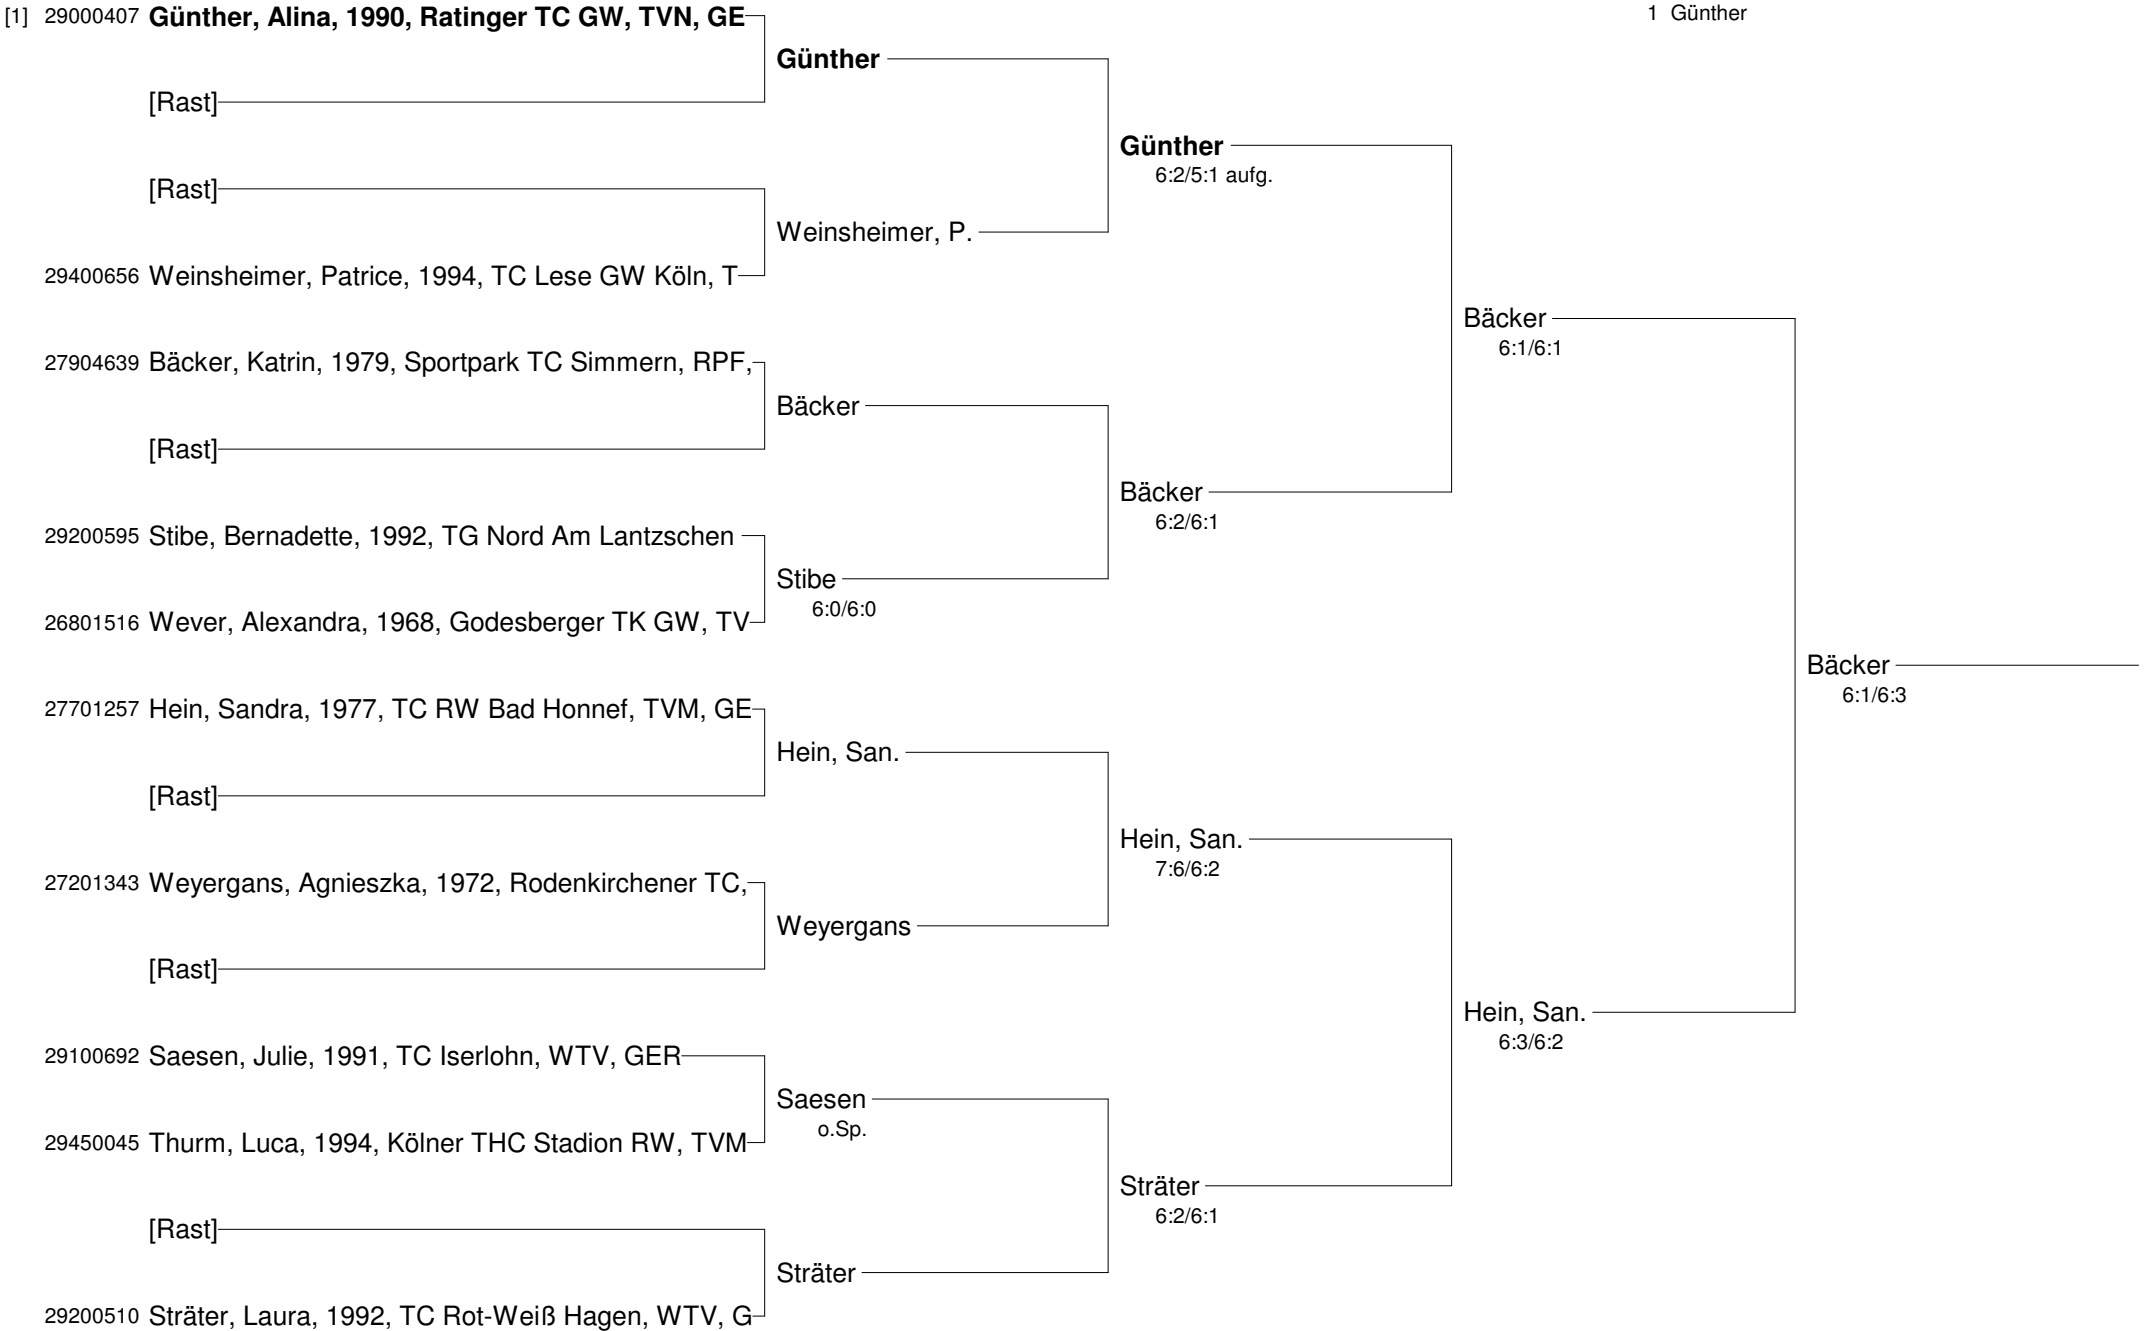 [1] 29000407 Günther, Alina, 1990, Ratinger TC GW, TVN, GE
1 Günther
Günther
[Rast]
Günther
6:2/5:1 aufg.
[Rast]
Weinsheimer, P.
29400656 Weinsheimer, Patrice, 1994, TC Lese GW Köln, T
Bäcker
6:1/6:1
27904639 Bäcker, Katrin, 1979, Sportpark TC Simmern, RPF,
Bäcker
[Rast]
Bäcker
6:2/6:1
29200595 Stibe, Bernadette, 1992, TG Nord Am Lantzschen
Stibe
6:0/6:0
26801516 Wever, Alexandra, 1968, Godesberger TK GW, TV
Bäcker
6:1/6:3
27701257 Hein, Sandra, 1977, TC RW Bad Honnef, TVM, GE
Hein, San.
[Rast]
Hein, San.
7:6/6:2
27201343 Weyergans, Agnieszka, 1972, Rodenkirchener TC,
Weyergans
[Rast]
Hein, San.
6:3/6:2
29100692 Saesen, Julie, 1991, TC Iserlohn, WTV, GER
Saesen
o.Sp.
29450045 Thurm, Luca, 1994, Kölner THC Stadion RW, TVM
Sträter
6:2/6:1
[Rast]
Sträter
29200510 Sträter, Laura, 1992, TC Rot-Weiß Hagen, WTV, G